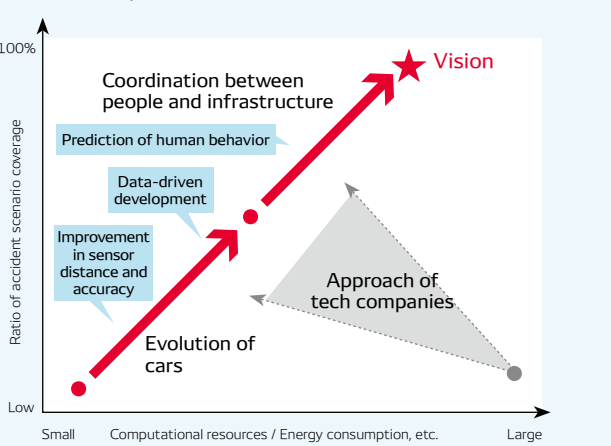 100%
Vision
Coordination between
people and infrastructure
Prediction of human behavior
Data-driven
development
Improvement
in sensor
distance and
accuracy
Approach of
tech companies
Evolution of
cars
Ratio of accident scenario coverage
Low
Small
Computational resources / Energy consumption, etc.
Large